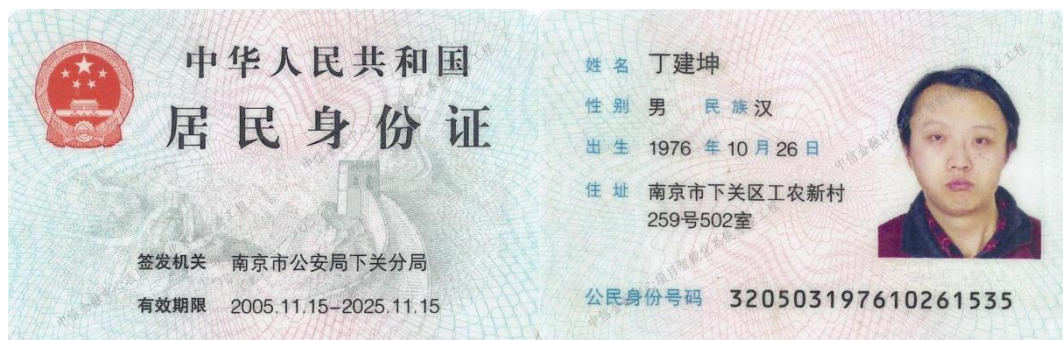 中华人民共和国
居民身份证
签发机关 南京市公安局下关分局
有效期限 2005.11.15-2025.11.15
姓名 丁建坤
性别 男 民族 汉
出生 1976 年 10 月 26 日
住址 南京市下关区工农新村
259号502室
公民身份号码 320503197610261535